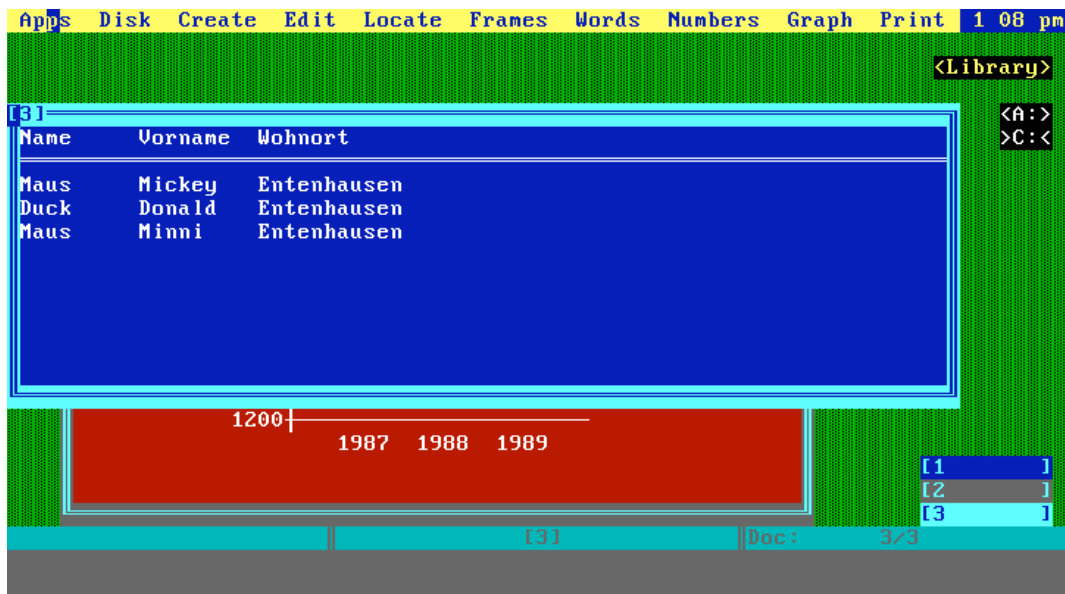 Apps Disk Create Edit Locate Frames Words Numbers Graph Print 1 08 pm
<Library>
[3]
<A:>
Name Vorname Wohnort
>C:<
Maus Mickey Entenhausen
Duck Donald Entenhausen
Maus Minni Entenhausen
1200
1987 1988 1989
[1 ]
[2 ]
[3 ]
[3] Doc: 3/3